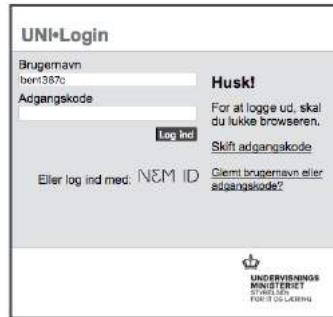 UNI•Login
Brugernavn
bent367c
Adgangskode
Log ind
Eller log ind med: NEM ID
Husk!
For at logge ud, skal
du lukke browseren.
Skift adgangskode
Glemt brugernavn eller
adgangskode?
UNDERVISNINGS
MINISTERIET
STYRELSEN
FOR IT OG LÆRING